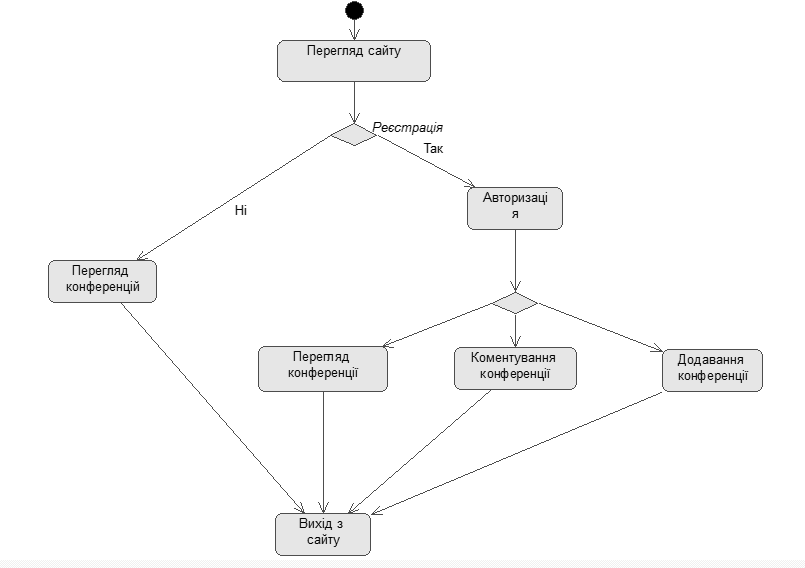 Перегляд сайту
Реєстрація
Так
Авторизаці
я
Ні
Перегляд
конференцій
Перегляд
конференції
Коментування
конференції
Додавання
конференції
Вихід з
сайту